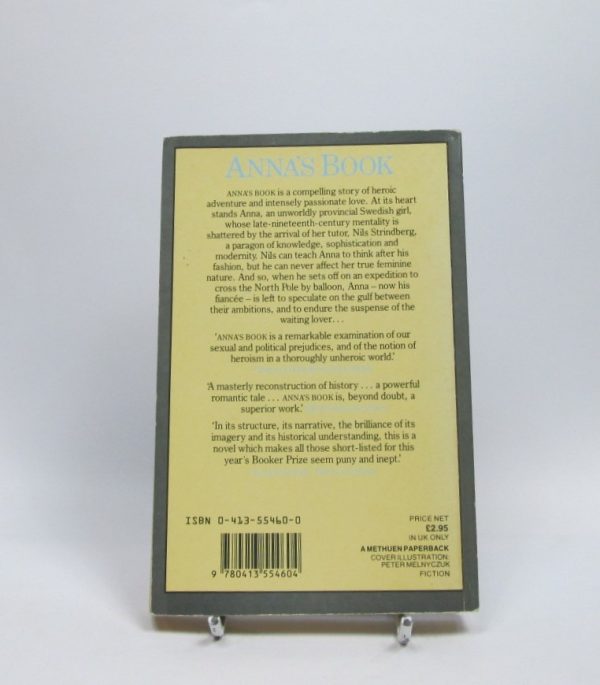 ANNA'S BOOK
ANNA'S BOOK is a compelling story of heroic
adventure and intensely passionate love. At its heart
stands Anna, an unworldly provincial Swedish girl,
whose late-nineteenth-century mentality is
shattered by the arrival of her tutor, Nils Strindberg,
a paragon of knowledge, sophistication and
modernity. Nils can teach Anna to think after his
fashion, but he can never affect her true feminine
nature. And so, when he sets off on an expedition to
cross the North Pole by balloon, Anna – now his
fiancée – is left to speculate on the gulf between
their ambitions, and to endure the suspense of the
waiting lover...
'ANNA'S BOOK is a remarkable examination of our
sexual and political prejudices, and of the notion of
heroism in a thoroughly unheroic world.'
'A masterly reconstruction of history ... a powerful
romantic tale ... ANNA'S BOOK is, beyond doubt, a
superior work.'
'In its structure, its narrative, the brilliance of its
imagery and its historical understanding, this is a
novel which makes all those short-listed for this
year's Booker Prize seem puny and inept.'
ISBN 0-413-55460-0
9 780413 554604
PRICE NET
£2.95
IN UK ONLY
A METHUEN PAPERBACK
COVER ILLUSTRATION:
PETER MELNYCZUK
FICTION